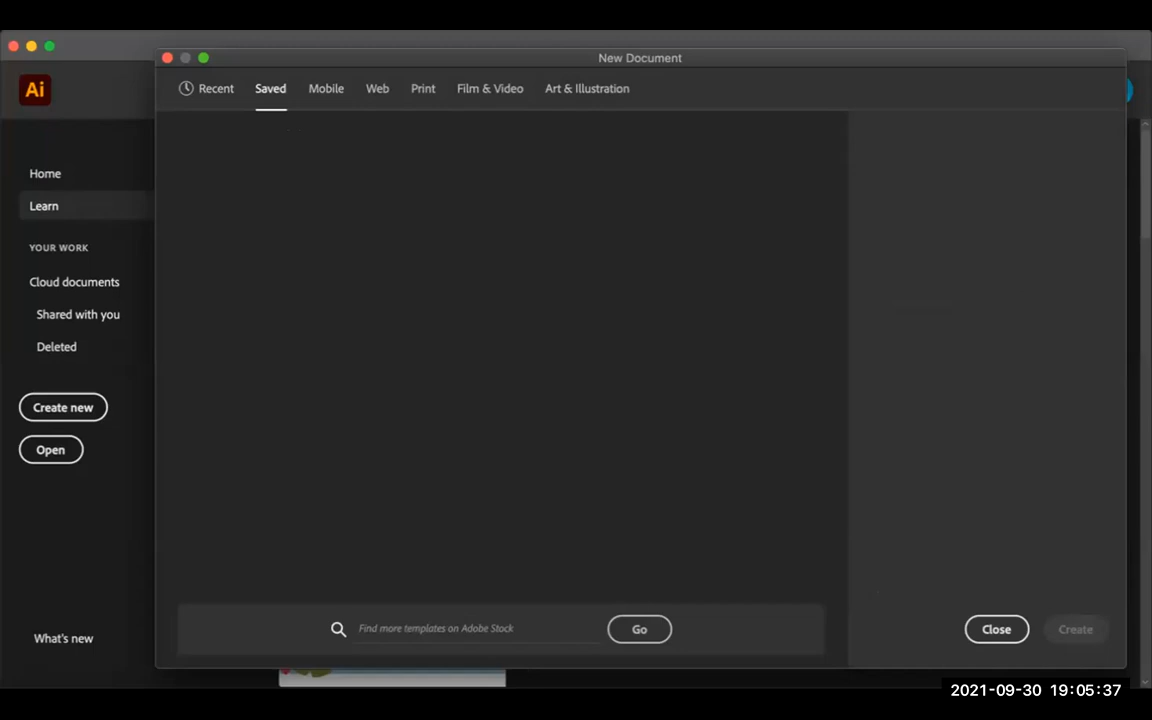 New Document
Ai
Recent
Saved
Mobile
Web
Print
Film & Video
Art & Illustration
Home
Learn
YOUR WORK
Cloud documents
Shared with you
Deleted
Create new
Open
What's new
Find more templates on Adobe Stock
Go
Close
Create
2021-09-30 19:05:37